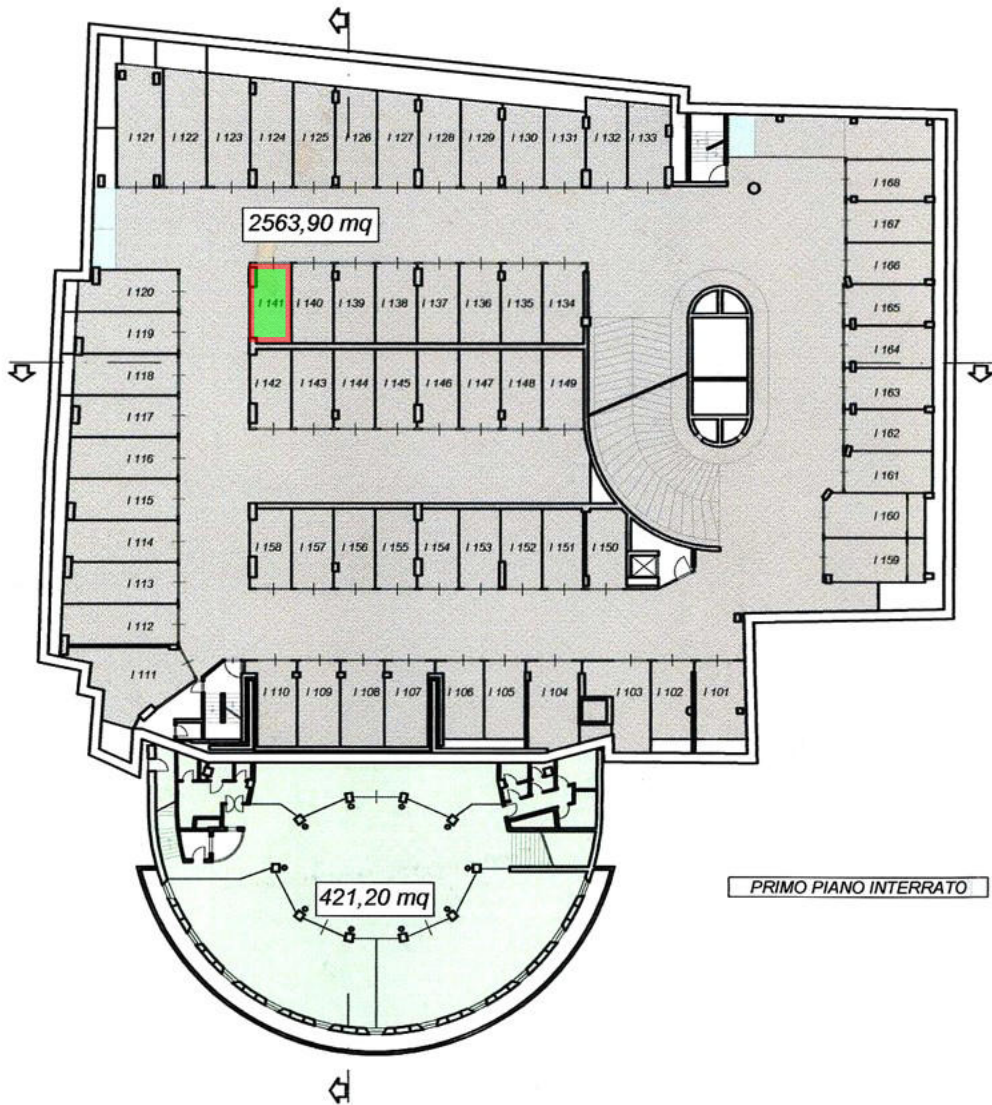 I 121 I 122 I 123 I 124 I 125 I 126 I 127 I 128 I 129 I 130 I 131 I 132 I 133
I 168
I 167
2563,90 mq
I 166
I 120
I 141 I 140 I 139 I 138 I 137 I 136 I 135 I 134
I 165
I 119
I 164
I 118
I 142 I 143 I 144 I 145 I 146 I 147 I 148 I 149
I 163
I 117
I 162
I 116
I 161
I 115
I 160
I 114
I 158 I 157 I 156 I 155 I 154 I 153 I 152 I 151 I 150
I 159
I 113
I 112
I 111
I 110 I 109 I 108 I 107 I 106 I 105 I 104 I 103 I 102 I 101
PRIMO PIANO INTERRATO
421,20 mq